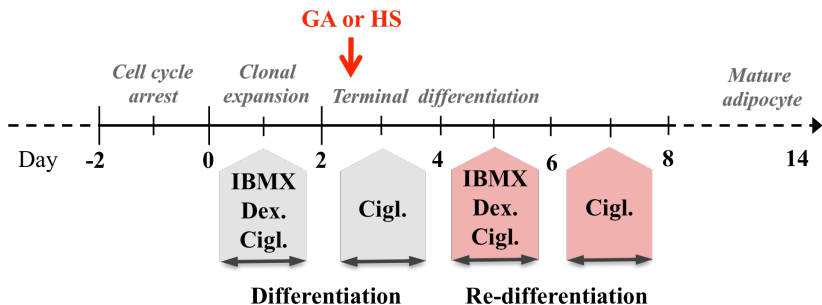 GA or HS
Cell cycle
arrest
Clonal
expansion
Terminal differentiation
Mature
adipocyte
Day -2 0 2 4 6 8 14
IBMX
Dex.
Cigl.
Cigl.
IBMX
Dex.
Cigl.
Cigl.
Differentiation
Re-differentiation